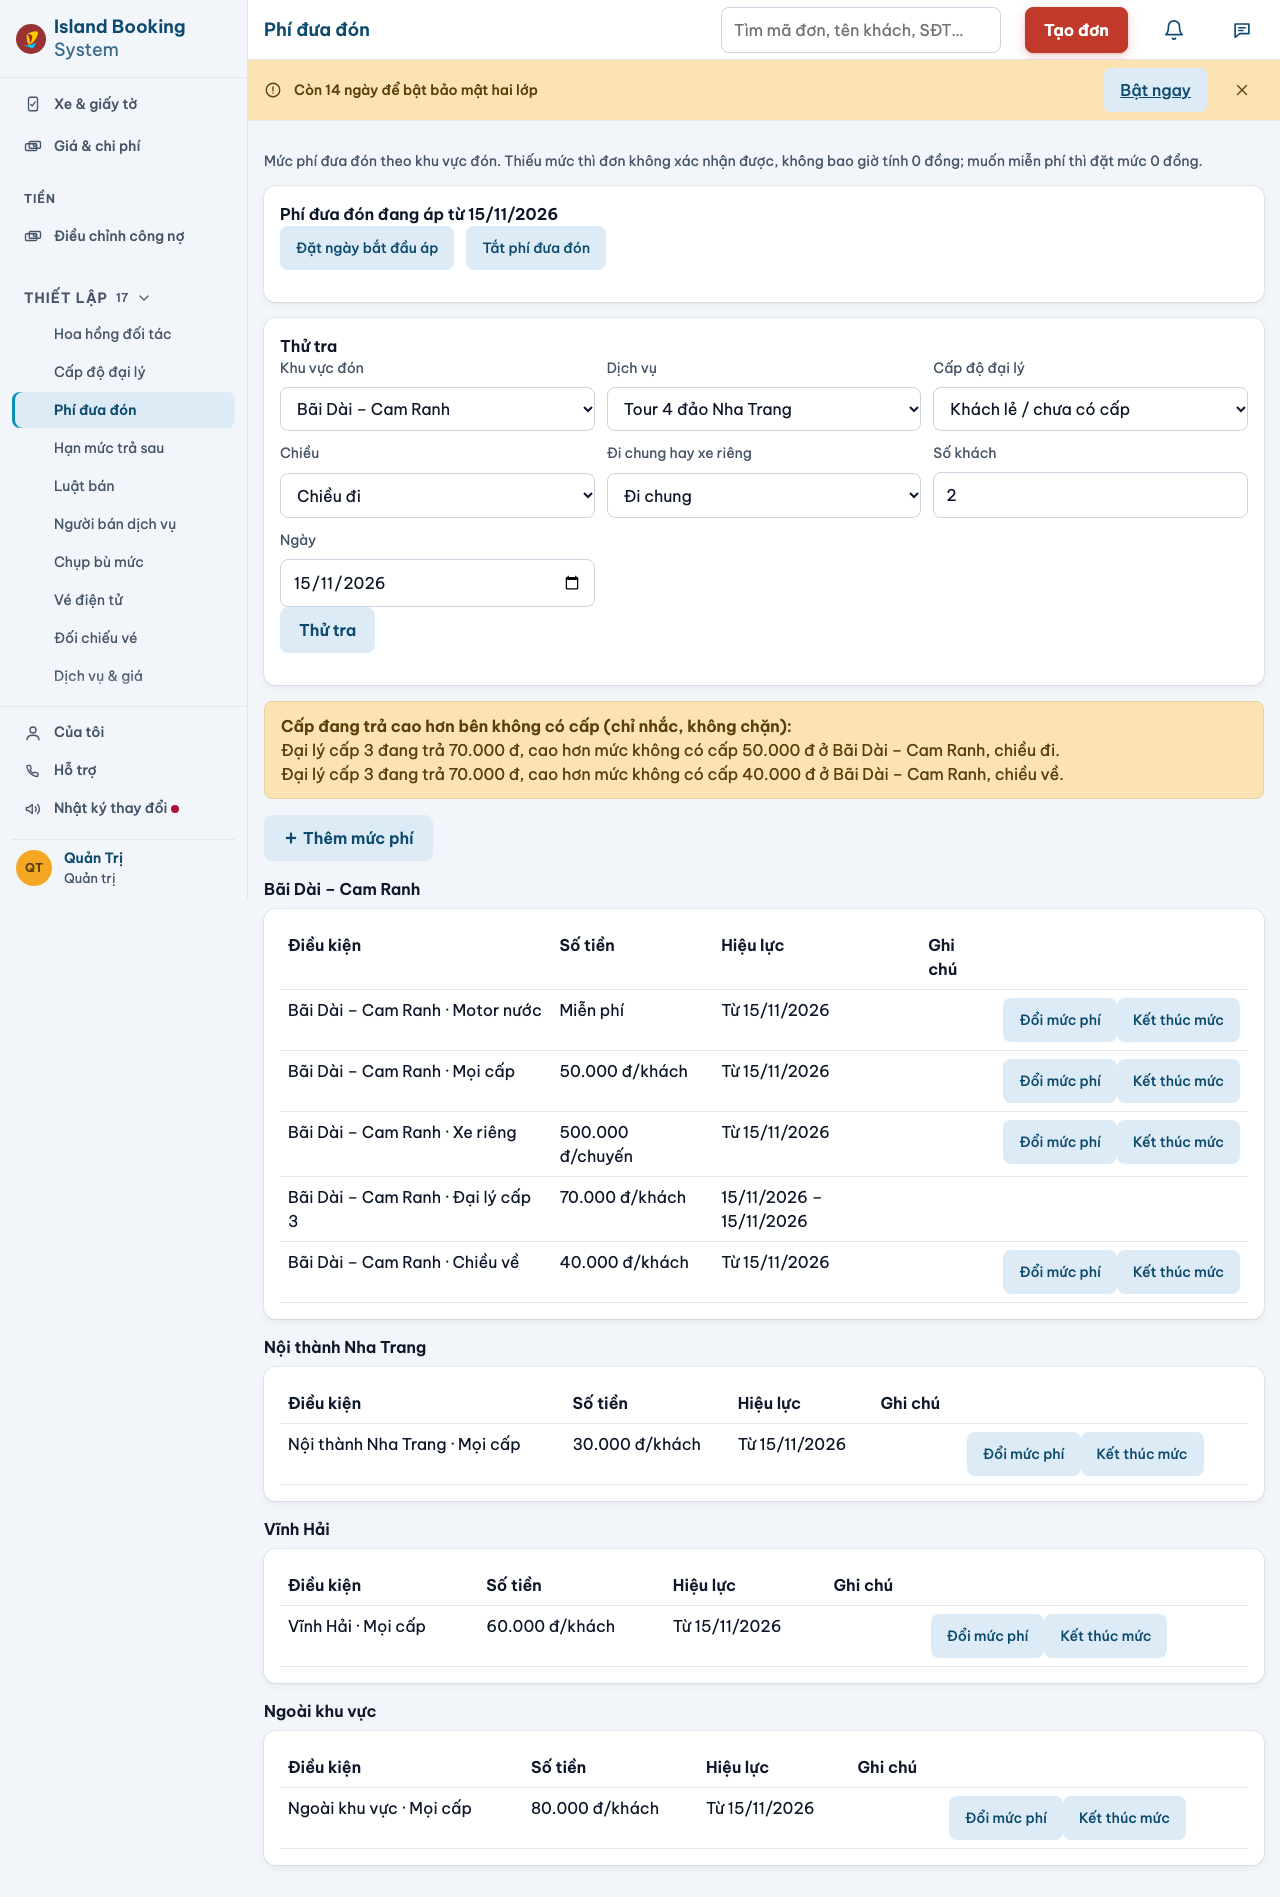 Island Booking
System
Xe & giấy tờ
Giá & chi phí
TIỀN
Điều chỉnh công nợ
THIẾT LẬP 17
Hoa hồng đối tác
Cấp độ đại lý
Phí đưa đón
Hạn mức trả sau
Luật bán
Người bán dịch vụ
Chụp bù mức
Vé điện tử
Đối chiếu vé
Dịch vụ & giá
Của tôi
Hỗ trợ
Nhật ký thay đổi
QT
Quản Trị
Quản trị
Phí đưa đón
Tìm mã đơn, tên khách, SĐT...
Tạo đơn
Còn 14 ngày để bật bảo mật hai lớp
Bật ngay
Mức phí đưa đón theo khu vực đón. Thiếu mức thì đơn không xác nhận được, không bao giờ tính 0 đồng; muốn miễn phí thì đặt mức 0 đồng.
Phí đưa đón đang áp từ 15/11/2026
Đặt ngày bắt đầu áp Tắt phí đưa đón
Thử tra
Khu vực đón Dịch vụ Cấp độ đại lý
Bãi Dài – Cam Ranh Tour 4 đảo Nha Trang Khách lẻ / chưa có cấp
Chiều Đi chung hay xe riêng Số khách
Chiều đi Đi chung 2
Ngày
15/11/2026
Thử tra
Cấp đang trả cao hơn bên không có cấp (chỉ nhắc, không chặn):
Đại lý cấp 3 đang trả 70.000 đ, cao hơn mức không có cấp 50.000 đ ở Bãi Dài – Cam Ranh, chiều đi.
Đại lý cấp 3 đang trả 70.000 đ, cao hơn mức không có cấp 40.000 đ ở Bãi Dài – Cam Ranh, chiều về.
+ Thêm mức phí
Bãi Dài – Cam Ranh
Điều kiện Số tiền Hiệu lực Ghi
chú
Bãi Dài – Cam Ranh · Motor nước Miễn phí Từ 15/11/2026 Đổi mức phí Kết thúc mức
Bãi Dài – Cam Ranh · Mọi cấp 50.000 đ/khách Từ 15/11/2026 Đổi mức phí Kết thúc mức
Bãi Dài – Cam Ranh · Xe riêng 500.000 Từ 15/11/2026 Đổi mức phí Kết thúc mức
đ/chuyến
Bãi Dài – Cam Ranh · Đại lý cấp 70.000 đ/khách 15/11/2026 –
3 15/11/2026
Bãi Dài – Cam Ranh · Chiều về 40.000 đ/khách Từ 15/11/2026 Đổi mức phí Kết thúc mức
Nội thành Nha Trang
Điều kiện Số tiền Hiệu lực Ghi chú
Nội thành Nha Trang · Mọi cấp 30.000 đ/khách Từ 15/11/2026 Đổi mức phí Kết thúc mức
Vĩnh Hải
Điều kiện Số tiền Hiệu lực Ghi chú
Vĩnh Hải · Mọi cấp 60.000 đ/khách Từ 15/11/2026 Đổi mức phí Kết thúc mức
Ngoài khu vực
Điều kiện Số tiền Hiệu lực Ghi chú
Ngoài khu vực · Mọi cấp 80.000 đ/khách Từ 15/11/2026 Đổi mức phí Kết thúc mức